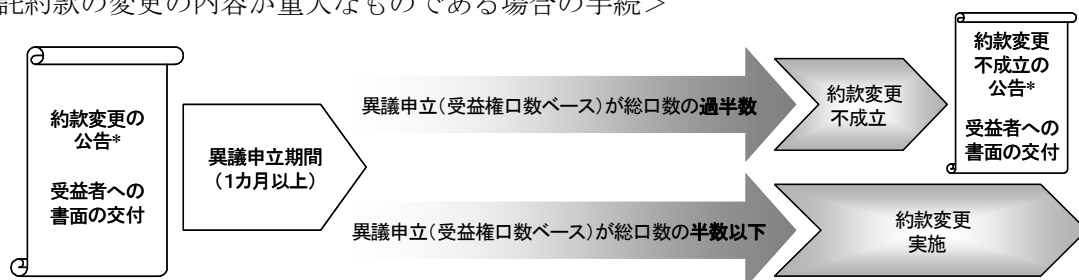 託約款の変更の内容が重大なものである場合の手続＞
約款変更の
公告*
受益者への
書面の交付
異議申立期間
（1カ月以上）
異議申立（受益権口数ベース）が総口数の過半数
約款変更
不成立
約款変更
不成立の
公告*
受益者への
書面の交付
異議申立（受益権口数ベース）が総口数の半数以下
約款変更
実施